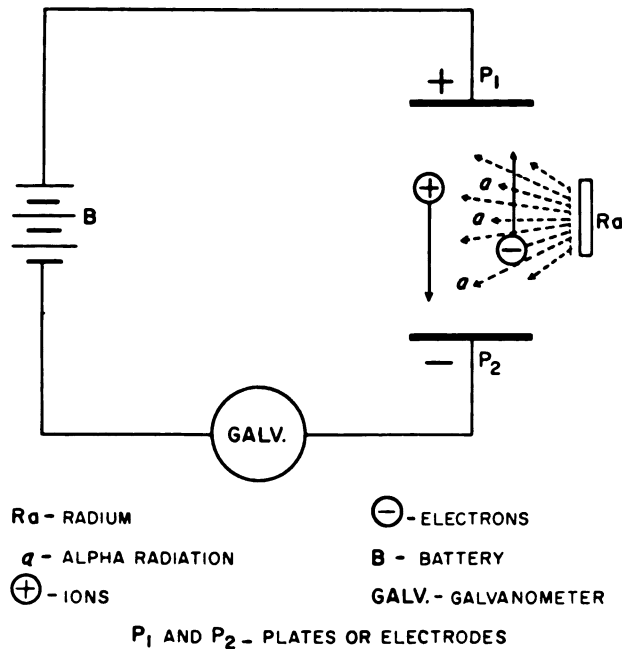 + P1
B
+
a
a
a
−
Ra
− P2
GALV.
Ra - RADIUM
⊖ - ELECTRONS
a - ALPHA RADIATION
B - BATTERY
⊕ - IONS
GALV. - GALVANOMETER
P1 AND P2 - PLATES OR ELECTRODES